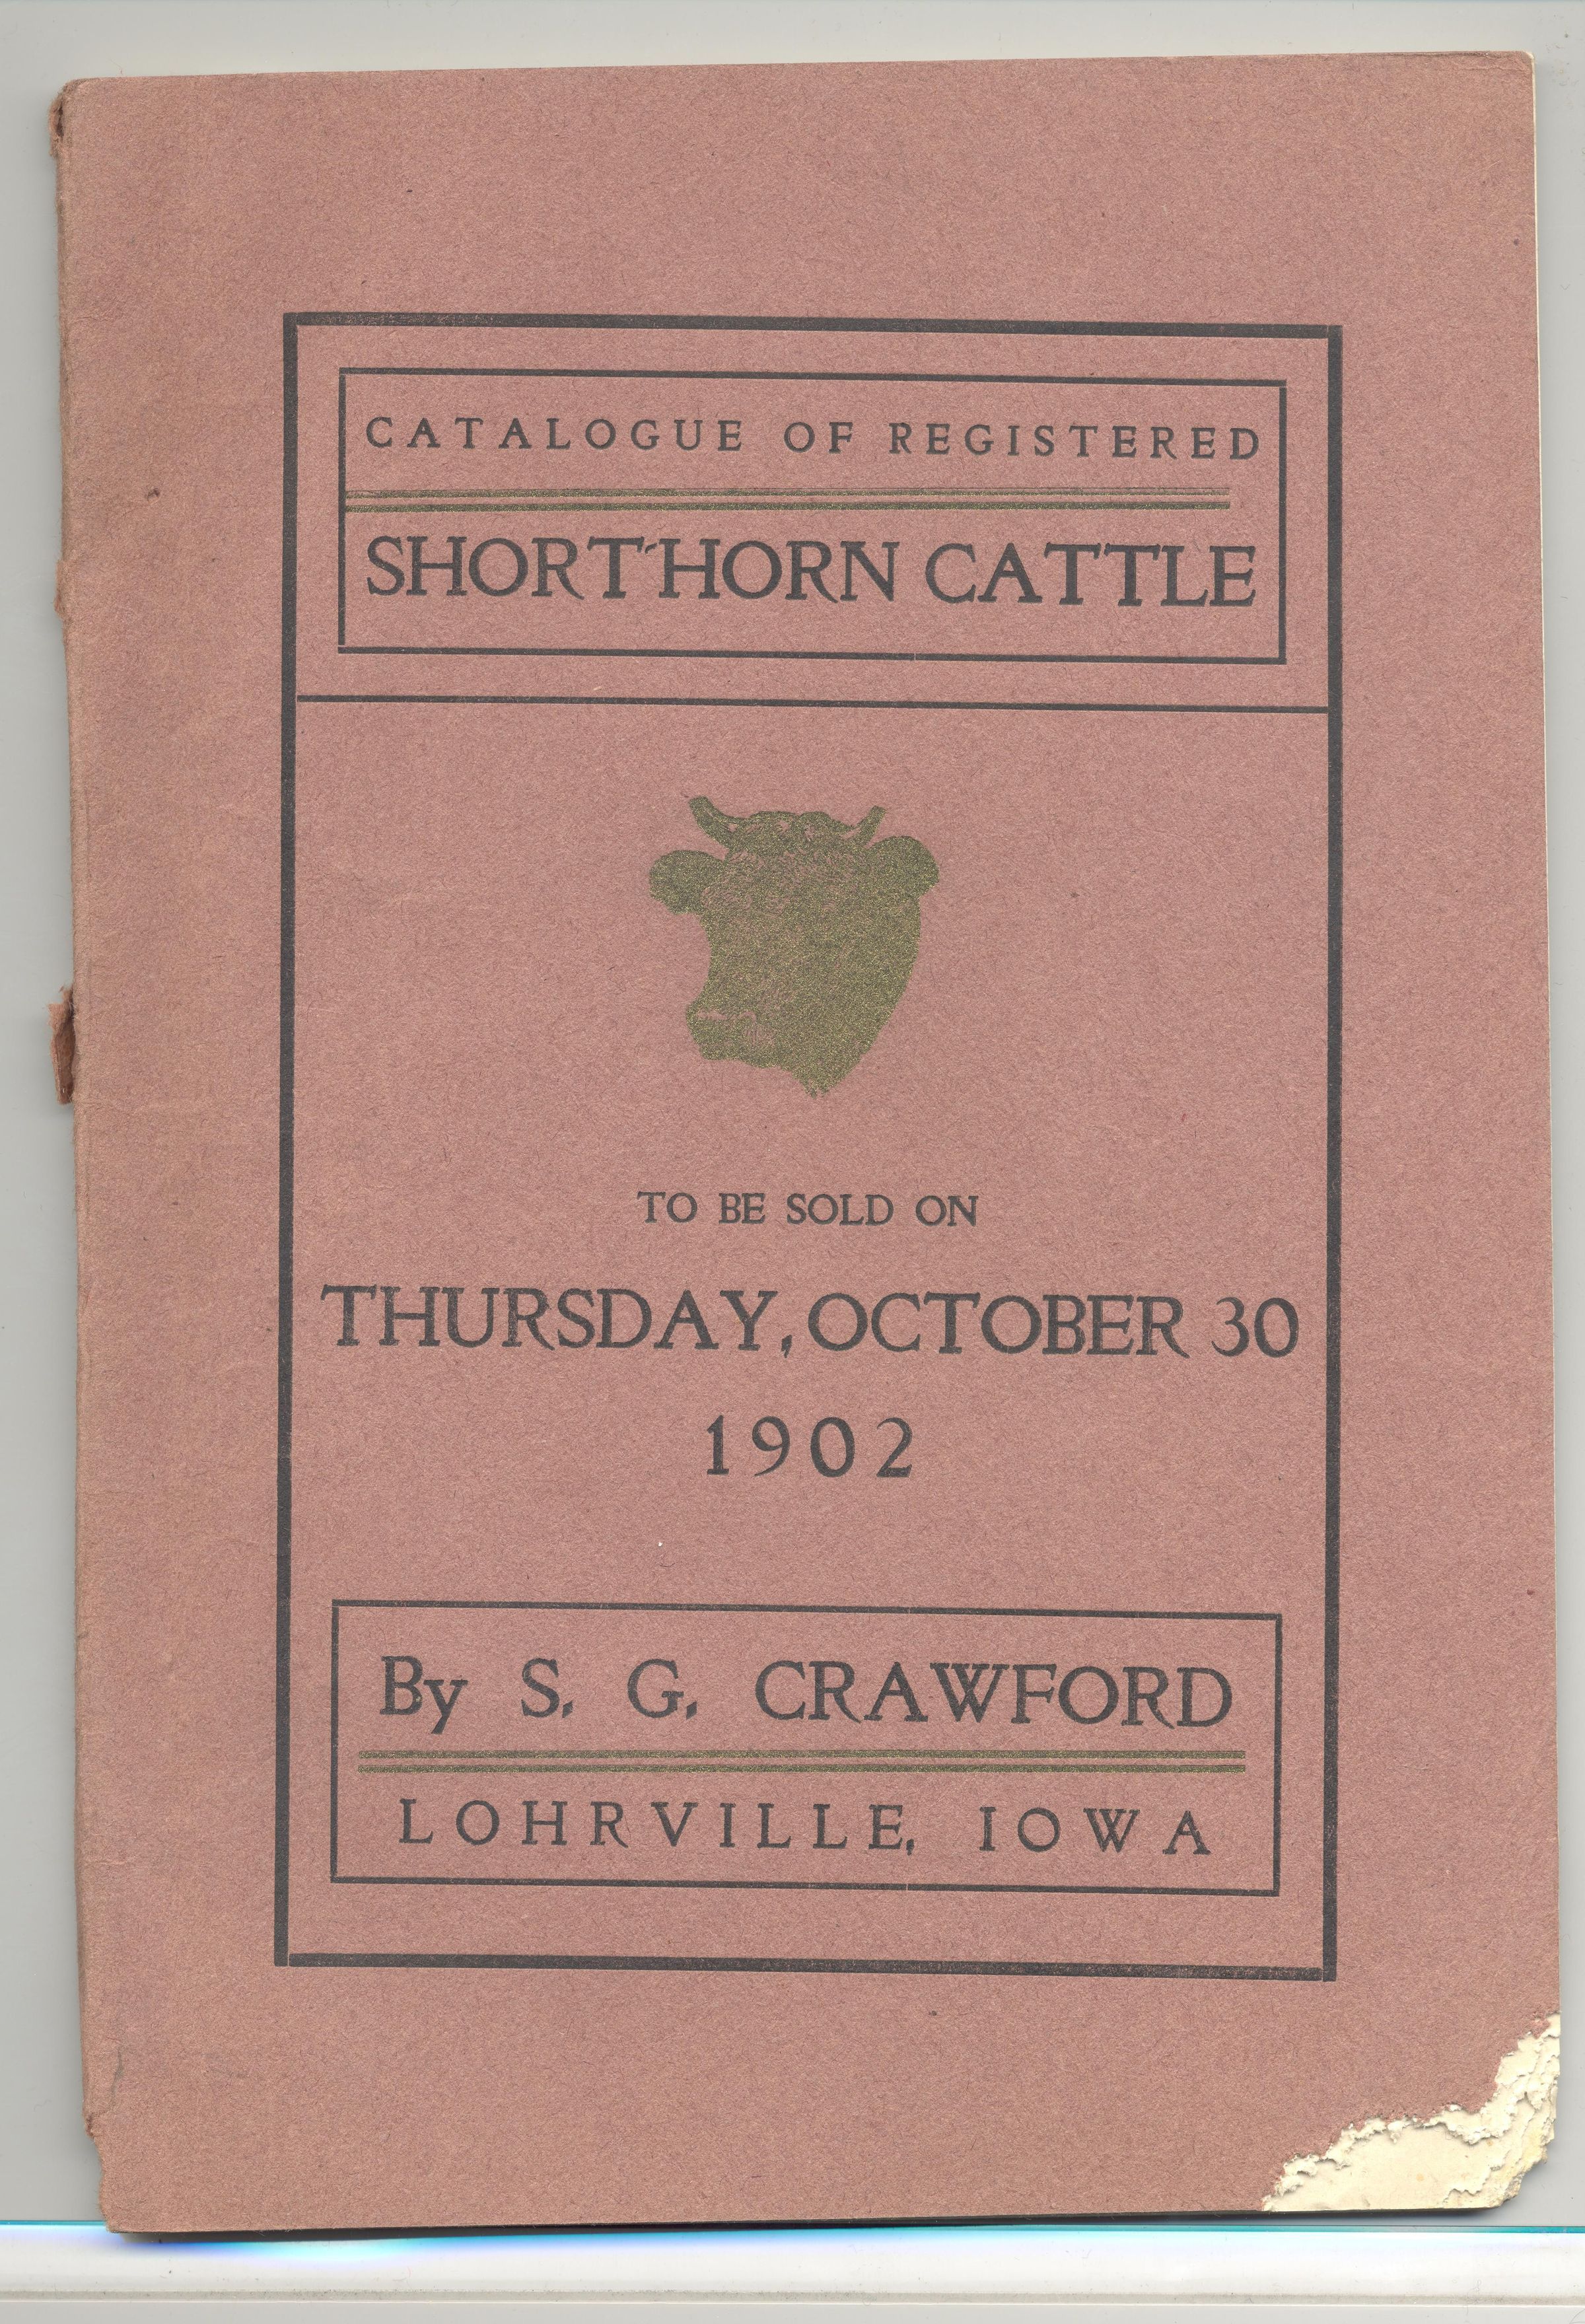 CATALOGUE OF REGISTERED
SHORTHORN CATTLE
TO BE SOLD ON
THURSDAY, OCTOBER 30
1902
By S. G. CRAWFORD
LOHRVILLE, IOWA